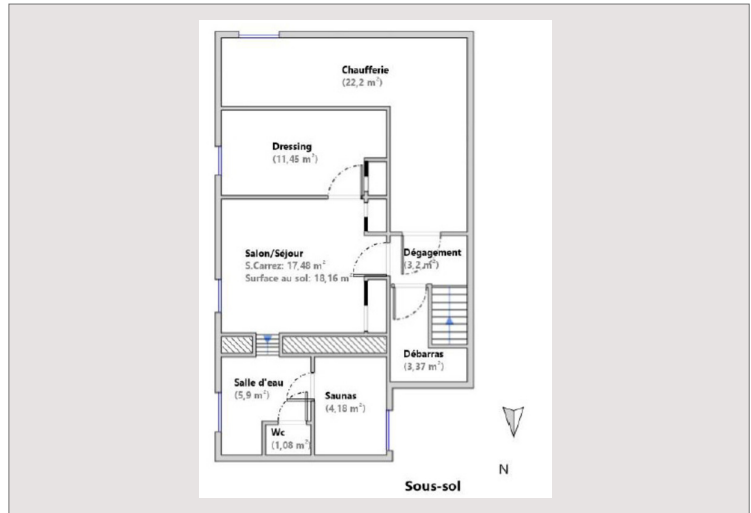 Chaufferie
(22,2 m²)
Dressing
(11,45 m²)
Salon/Séjour
S.Carrez: 17,48 m²
Surface au sol: 18,16 m²
Dégagement
(3,2 m²)
Débarras
(3,37 m²)
Salle d'eau
(5,9 m²)
Saunas
(4,18 m²)
Wc
(1,08 m²)
N
Sous-sol